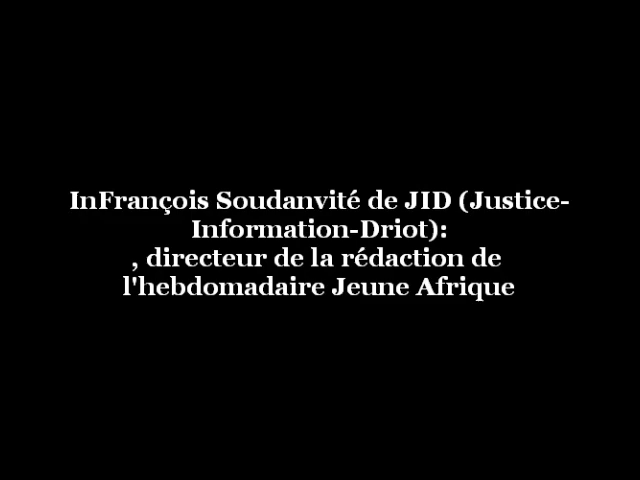 InFrançois Soudanvité de JID (Justice-
Information-Driot):
, directeur de la rédaction de
l'hebdomadaire Jeune Afrique